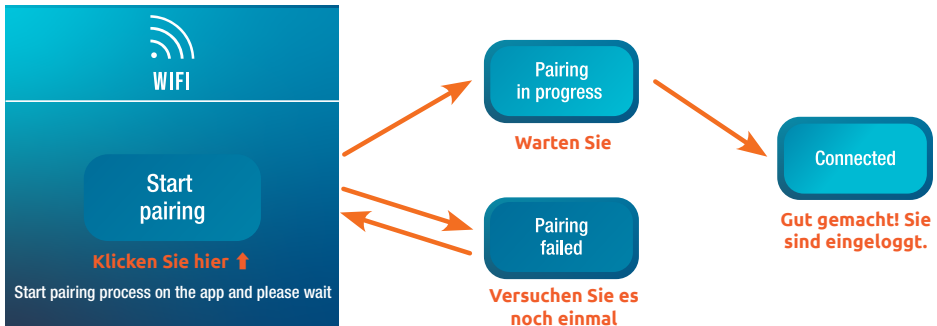 WIFI
Start
pairing
Klicken Sie hier
Start pairing process on the app and please wait
Pairing
in progress
Warten Sie
Pairing
failed
Versuchen Sie es
noch einmal
Connected
Gut gemacht! Sie
sind eingeloggt.